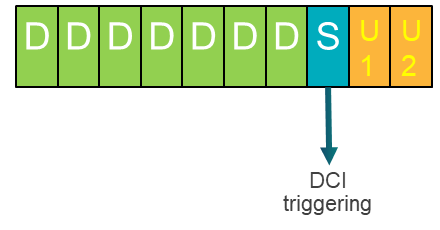 D D D D D D D S U U
1 2
DCI
triggering